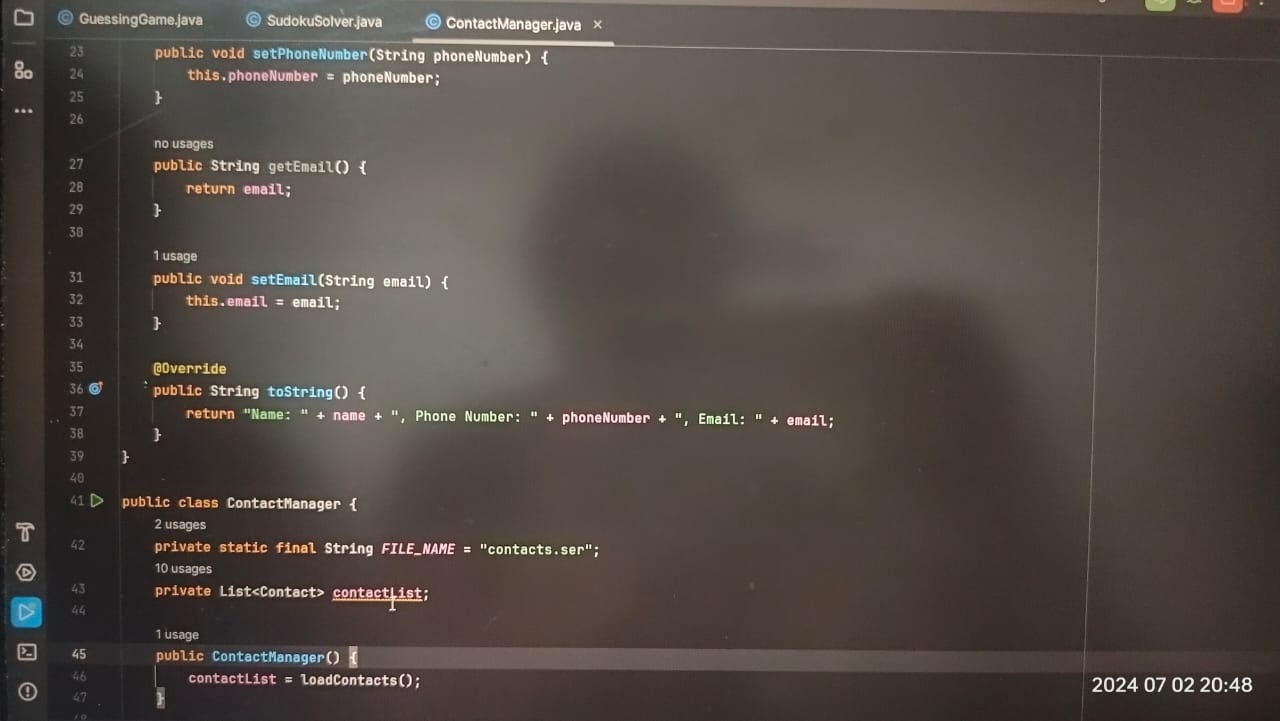 GuessingGame.java SudokuSolver.java ContactManager.java ×
23 public void setPhoneNumber(String phoneNumber) {
24 this.phoneNumber = phoneNumber;
25 }
26
no usages
27 public String getEmail() {
28 return email;
29 }
30
1 usage
31 public void setEmail(String email) {
32 this.email = email;
33 }
34
35 @Override
36 public String toString() {
37 return "Name: " + name + ", Phone Number: " + phoneNumber + ", Email: " + email;
38 }
39 }
40
41 public class ContactManager {
2 usages
42 private static final String FILE_NAME = "contacts.ser";
10 usages
43 private List<Contact> contactList;
44
1 usage
45 public ContactManager() {
46 contactList = loadContacts();
47 }
2024 07 02 20:48